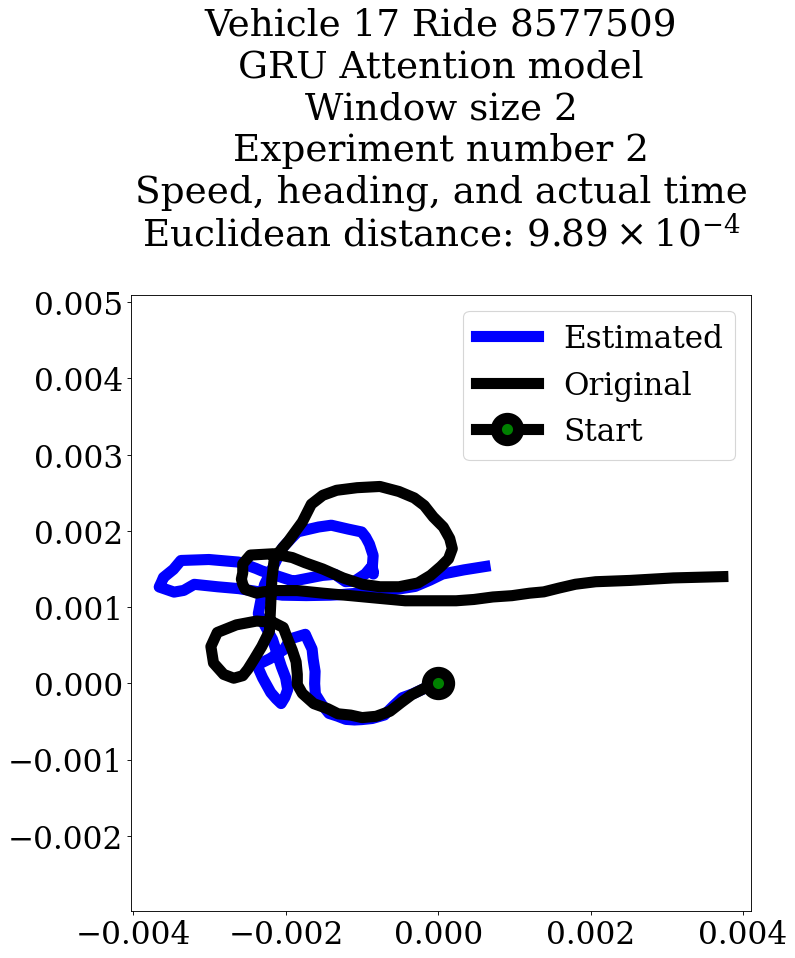 Vehicle 17 Ride 8577509
GRU Attention model
Window size 2
Experiment number 2
Speed, heading, and actual time
Euclidean distance: 9.89 × 10⁻⁴
Estimated
Original
Start
0.005
0.004
0.003
0.002
0.001
0.000
−0.001
−0.002
−0.004
−0.002
0.000
0.002
0.004